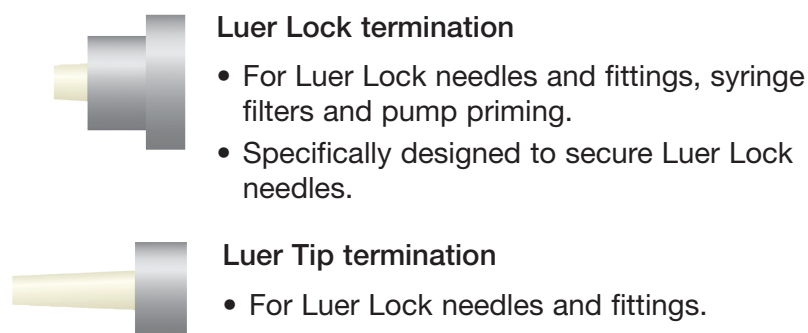 Luer Lock termination
• For Luer Lock needles and fittings, syringe
filters and pump priming.
• Specifically designed to secure Luer Lock
needles.
Luer Tip termination
• For Luer Lock needles and fittings.